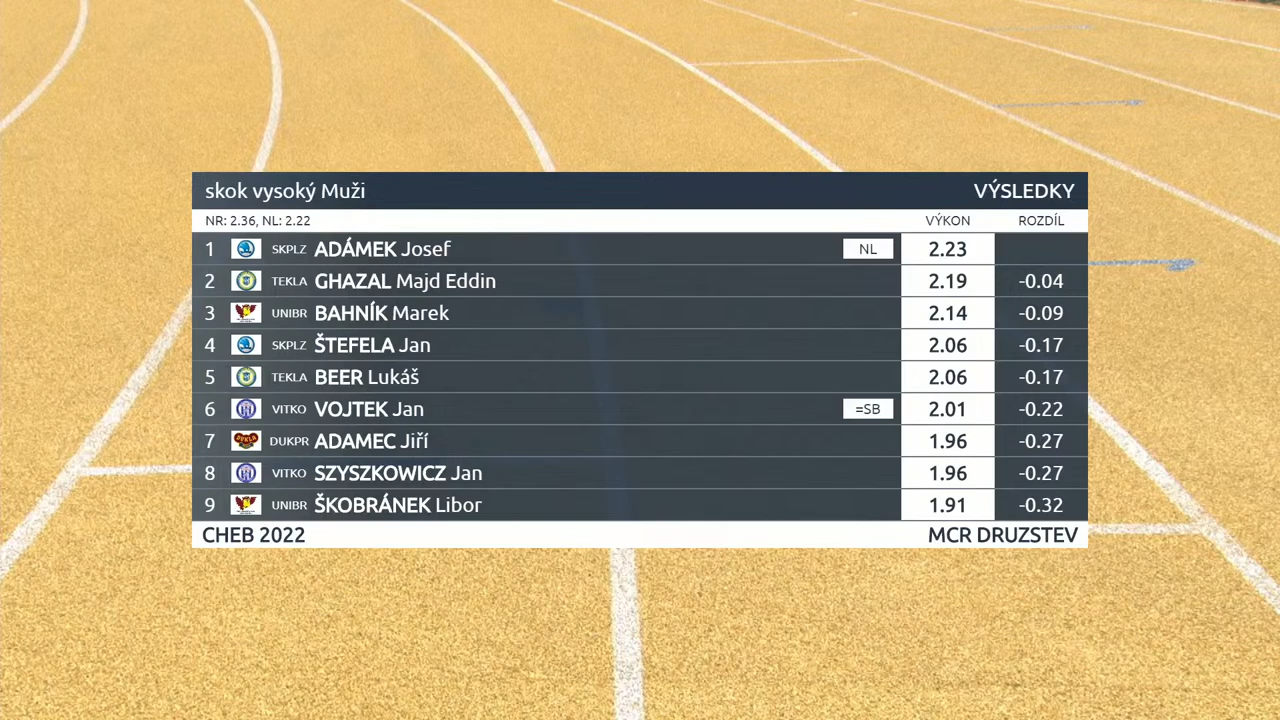 skok vysoký Muži VÝSLEDKY
NR: 2.36, NL: 2.22 VÝKON ROZDÍL
1 SKPLZ ADÁMEK Josef NL 2.23
2 TEKLA GHAZAL Majd Eddin 2.19 -0.04
3 UNIBR BAHNÍK Marek 2.14 -0.09
4 SKPLZ ŠTEFELA Jan 2.06 -0.17
5 TEKLA BEER Lukáš 2.06 -0.17
6 VITKO VOJTEK Jan =SB 2.01 -0.22
7 DUKPR ADAMEC Jiří 1.96 -0.27
8 VITKO SZYSZKOWICZ Jan 1.96 -0.27
9 UNIBR ŠKOBRÁNEK Libor 1.91 -0.32
CHEB 2022 MCR DRUZSTEV